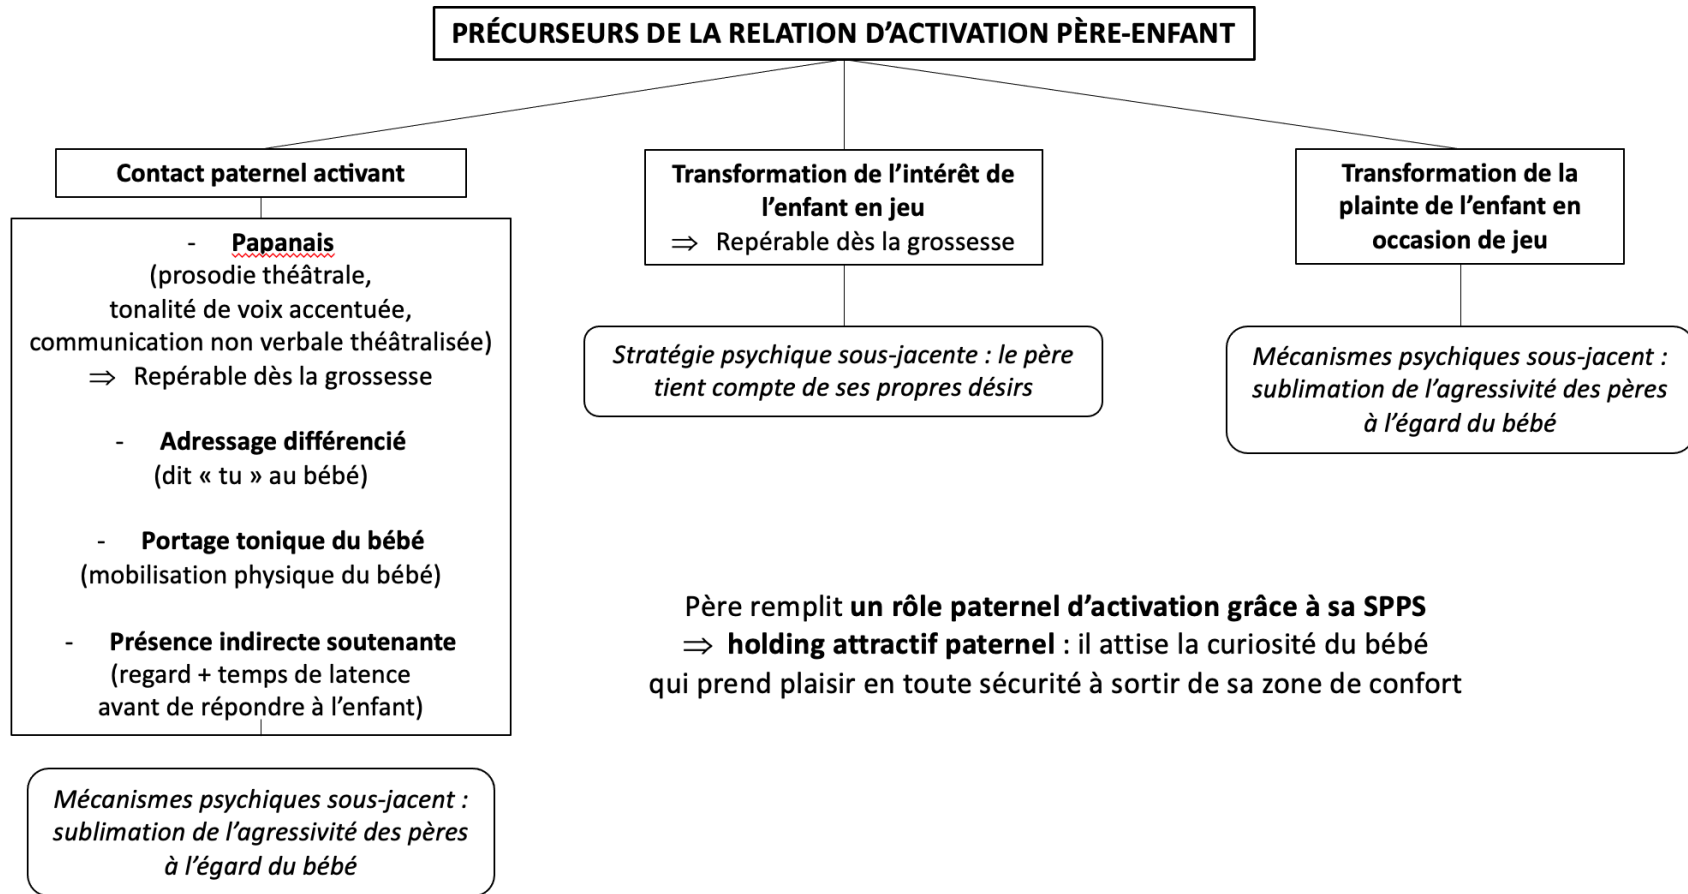 PRÉCURSEURS DE LA RELATION D’ACTIVATION PÈRE-ENFANT
Contact paternel activant
- Papanais
(prosodie théâtrale,
tonalité de voix accentuée,
communication non verbale théâtralisée)
⇒ Repérable dès la grossesse
- Adressage différencié
(dit « tu » au bébé)
- Portage tonique du bébé
(mobilisation physique du bébé)
- Présence indirecte soutenante
(regard + temps de latence
avant de répondre à l’enfant)
Mécanismes psychiques sous-jacent :
sublimation de l’agressivité des pères
à l’égard du bébé
Transformation de l’intérêt de
l’enfant en jeu
⇒ Repérable dès la grossesse
Stratégie psychique sous-jacente : le père
tient compte de ses propres désirs
Transformation de la
plainte de l’enfant en
occasion de jeu
Mécanismes psychiques sous-jacent :
sublimation de l’agressivité des pères
à l’égard du bébé
Père remplit un rôle paternel d’activation grâce à sa SPPS
⇒ holding attractif paternel : il attise la curiosité du bébé
qui prend plaisir en toute sécurité à sortir de sa zone de confort